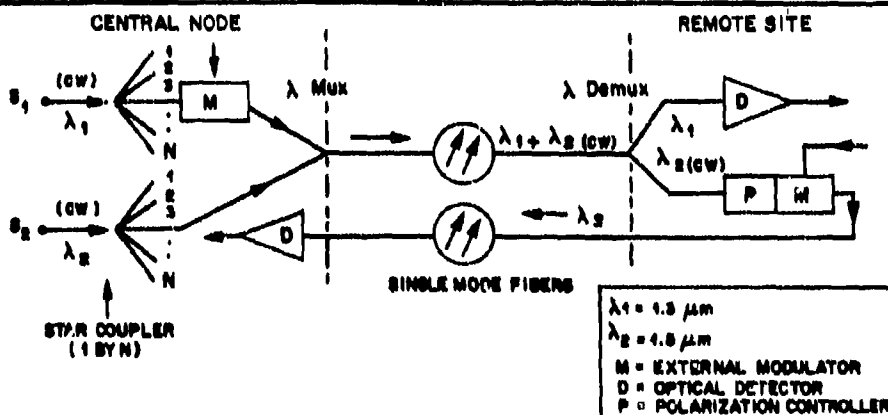 CENTRAL NODE
REMOTE SITE
S1
(CW)
λ1
1
2
3
N
M
λ Mux
λ1 + λ2 (CW)
λ Demux
λ1
D
λ2 (CW)
P
M
S2
(CW)
λ2
1
2
3
N
D
λ2
SINGLE MODE FIBERS
STAR COUPLER
(1 BY N)
λ1 = 1.3 μm
λ2 = 1.5 μm
M = EXTERNAL MODULATOR
D = OPTICAL DETECTOR
P = POLARIZATION CONTROLLER